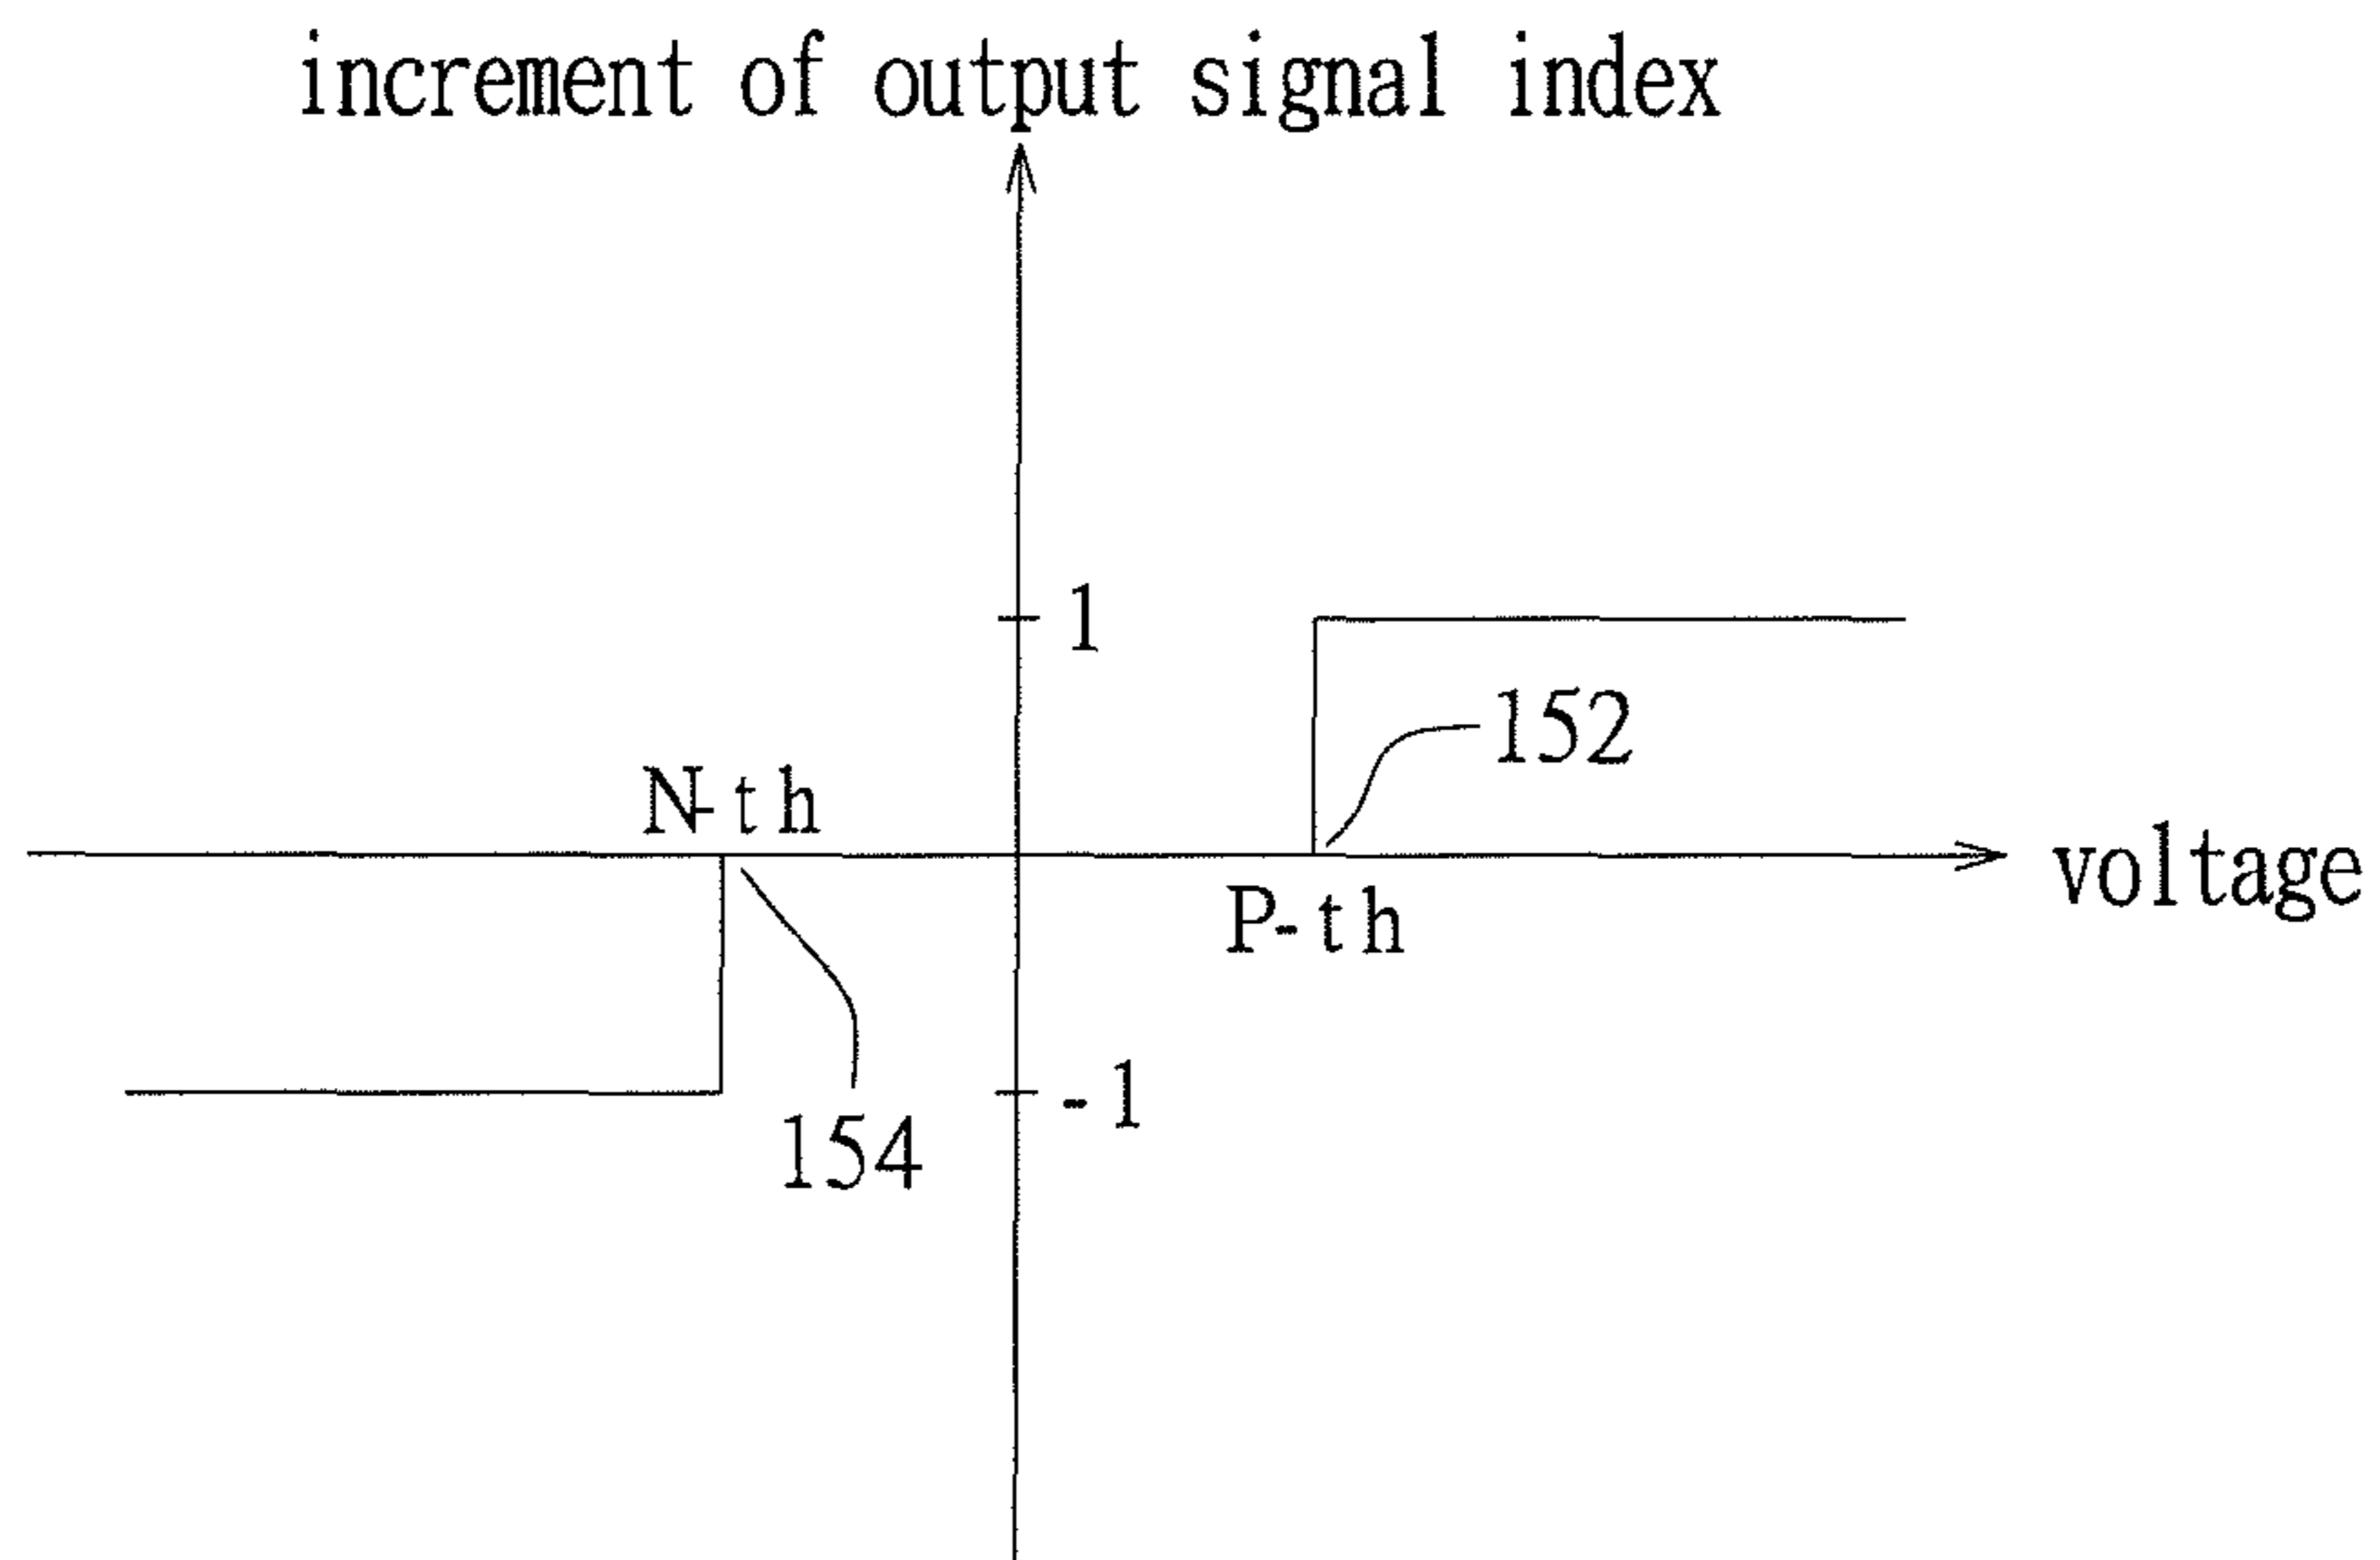 increment of output signal index
1
152
N-th
voltage
P-th
-1
154